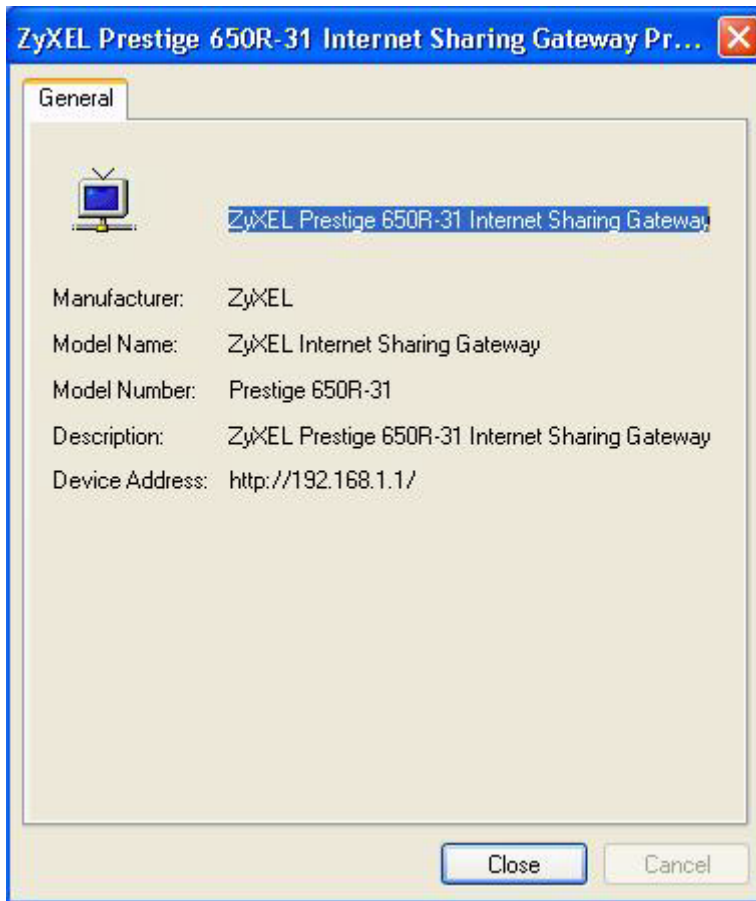 ZyXEL Prestige 650R-31 Internet Sharing Gateway Pr...
General
ZyXEL Prestige 650R-31 Internet Sharing Gateway
Manufacturer: ZyXEL
Model Name: ZyXEL Internet Sharing Gateway
Model Number: Prestige 650R-31
Description: ZyXEL Prestige 650R-31 Internet Sharing Gateway
Device Address: http://192.168.1.1/
Close Cancel